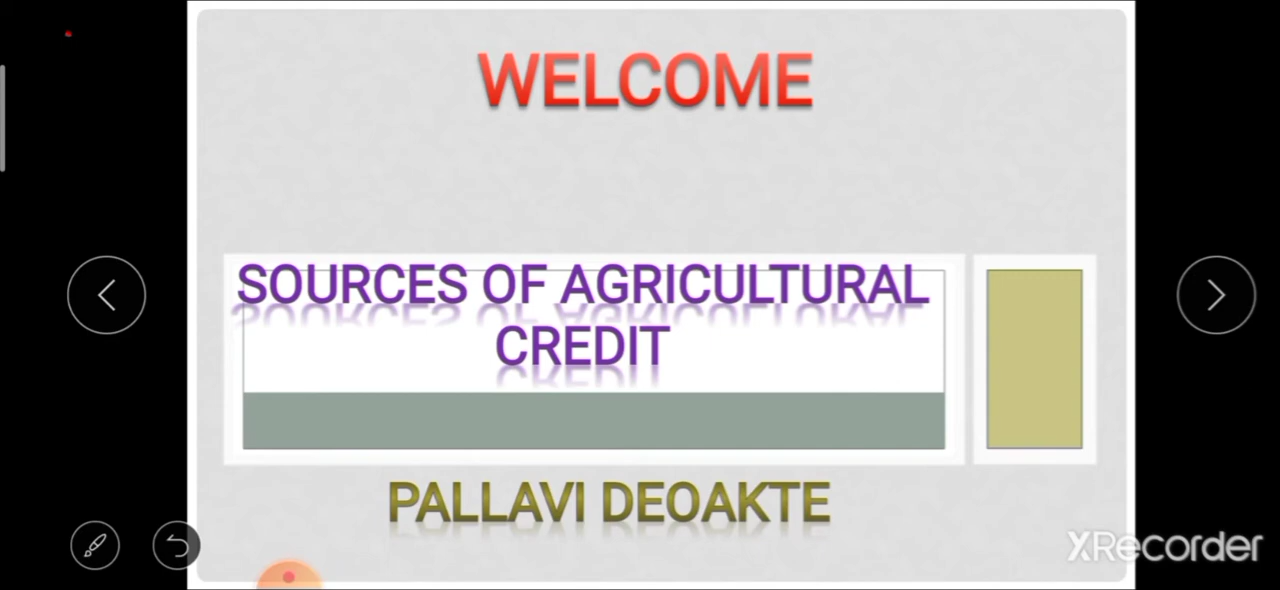 WELCOME
SOURCES OF AGRICULTURAL
CREDIT
PALLAVI DEOAKTE
XRecorder